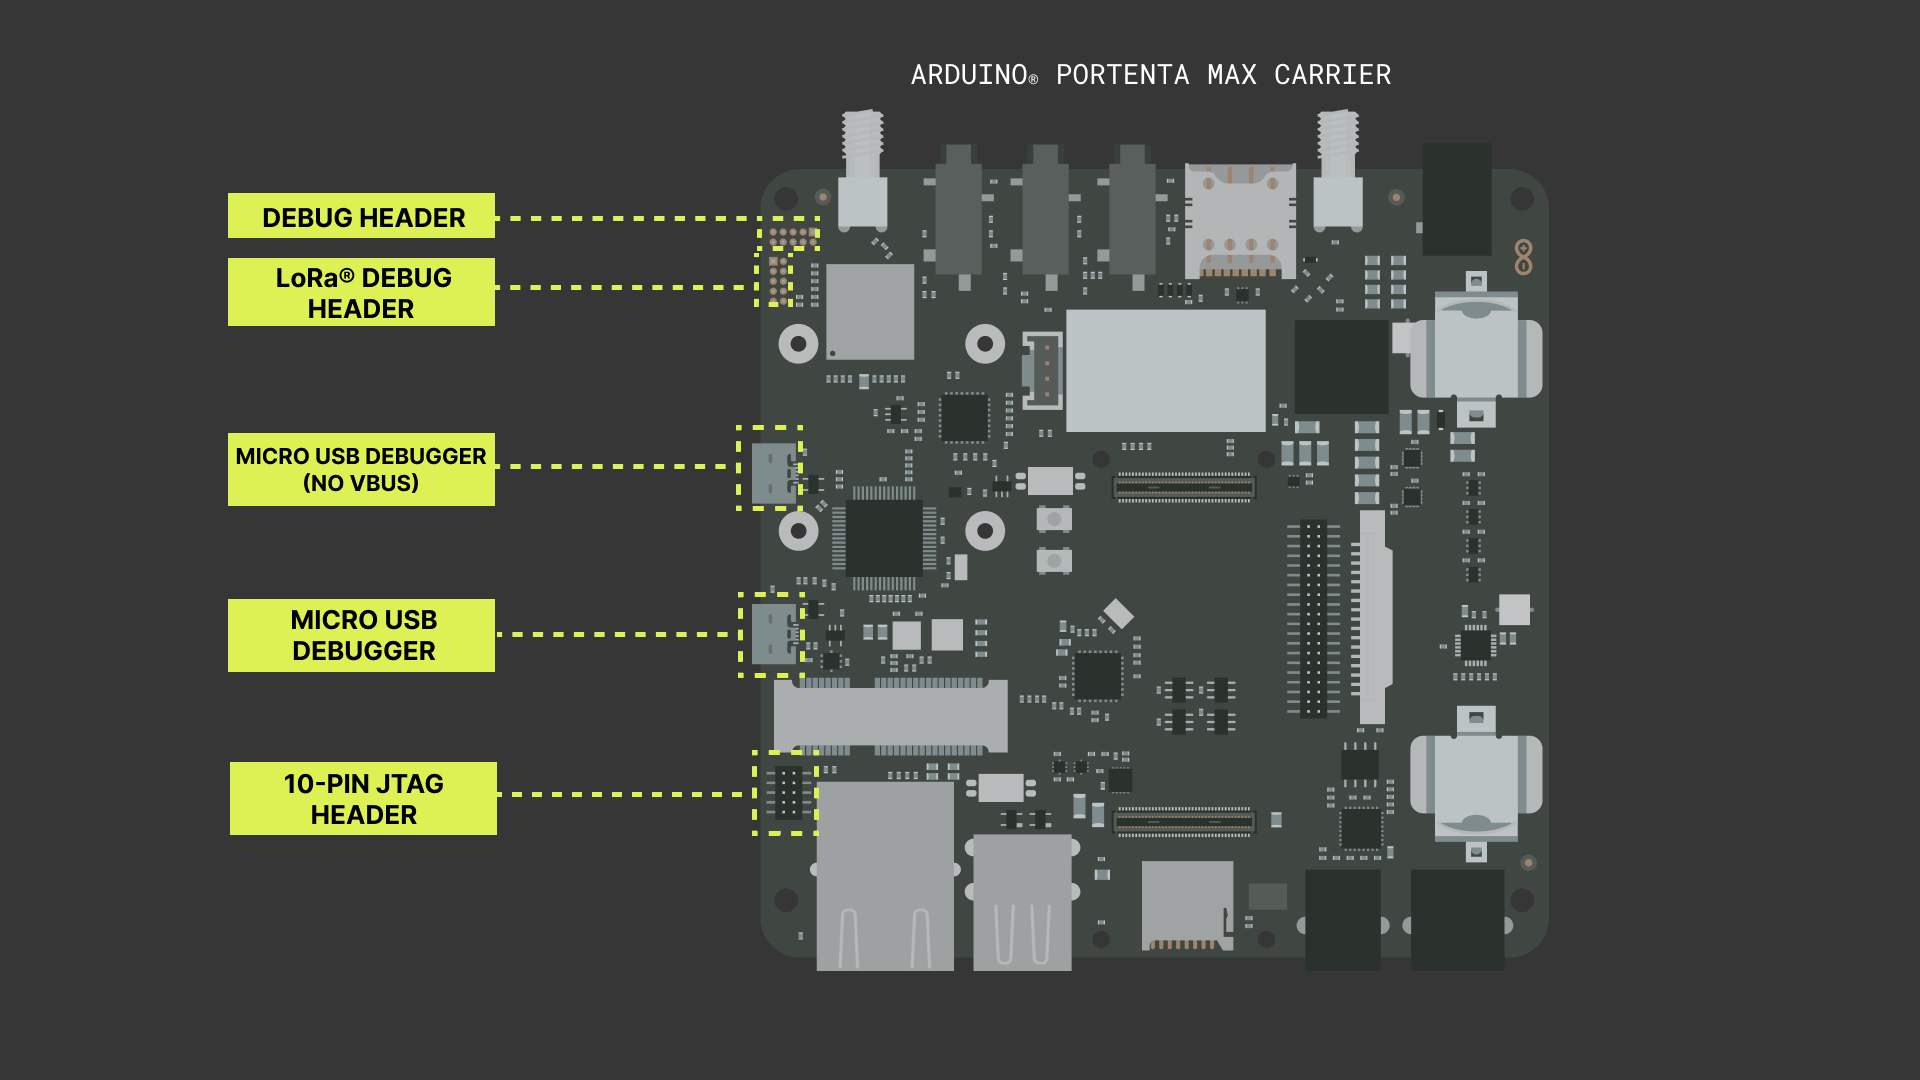 ARDUINO® PORTENTA MAX CARRIER
DEBUG HEADER
LoRa® DEBUG
HEADER
MICRO USB DEBUGGER
(NO VBUS)
MICRO USB
DEBUGGER
10-PIN JTAG
HEADER